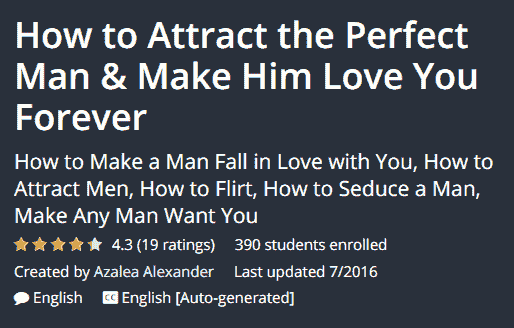 How to Attract the Perfect
Man & Make Him Love You
Forever
How to Make a Man Fall in Love with You, How to
Attract Men, How to Flirt, How to Seduce a Man,
Make Any Man Want You
4.3 (19 ratings) 390 students enrolled
Created by Azalea Alexander Last updated 7/2016
English CC English [Auto-generated]